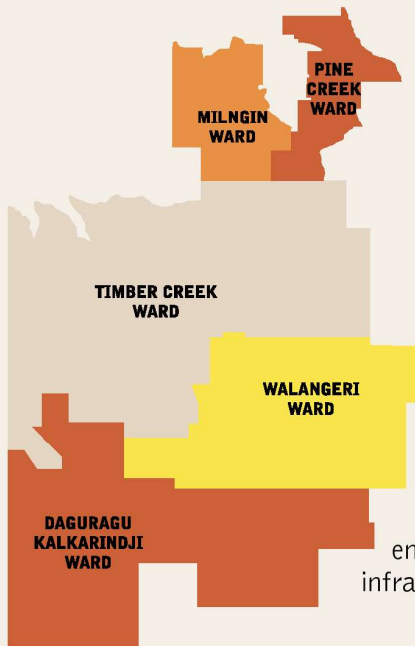 PINE
CREEK
WARD
MILNGIN
WARD
TIMBER CREEK
WARD
WALANGERI
WARD
DAGURAGU
KALKARINDJI
WARD
en
infra